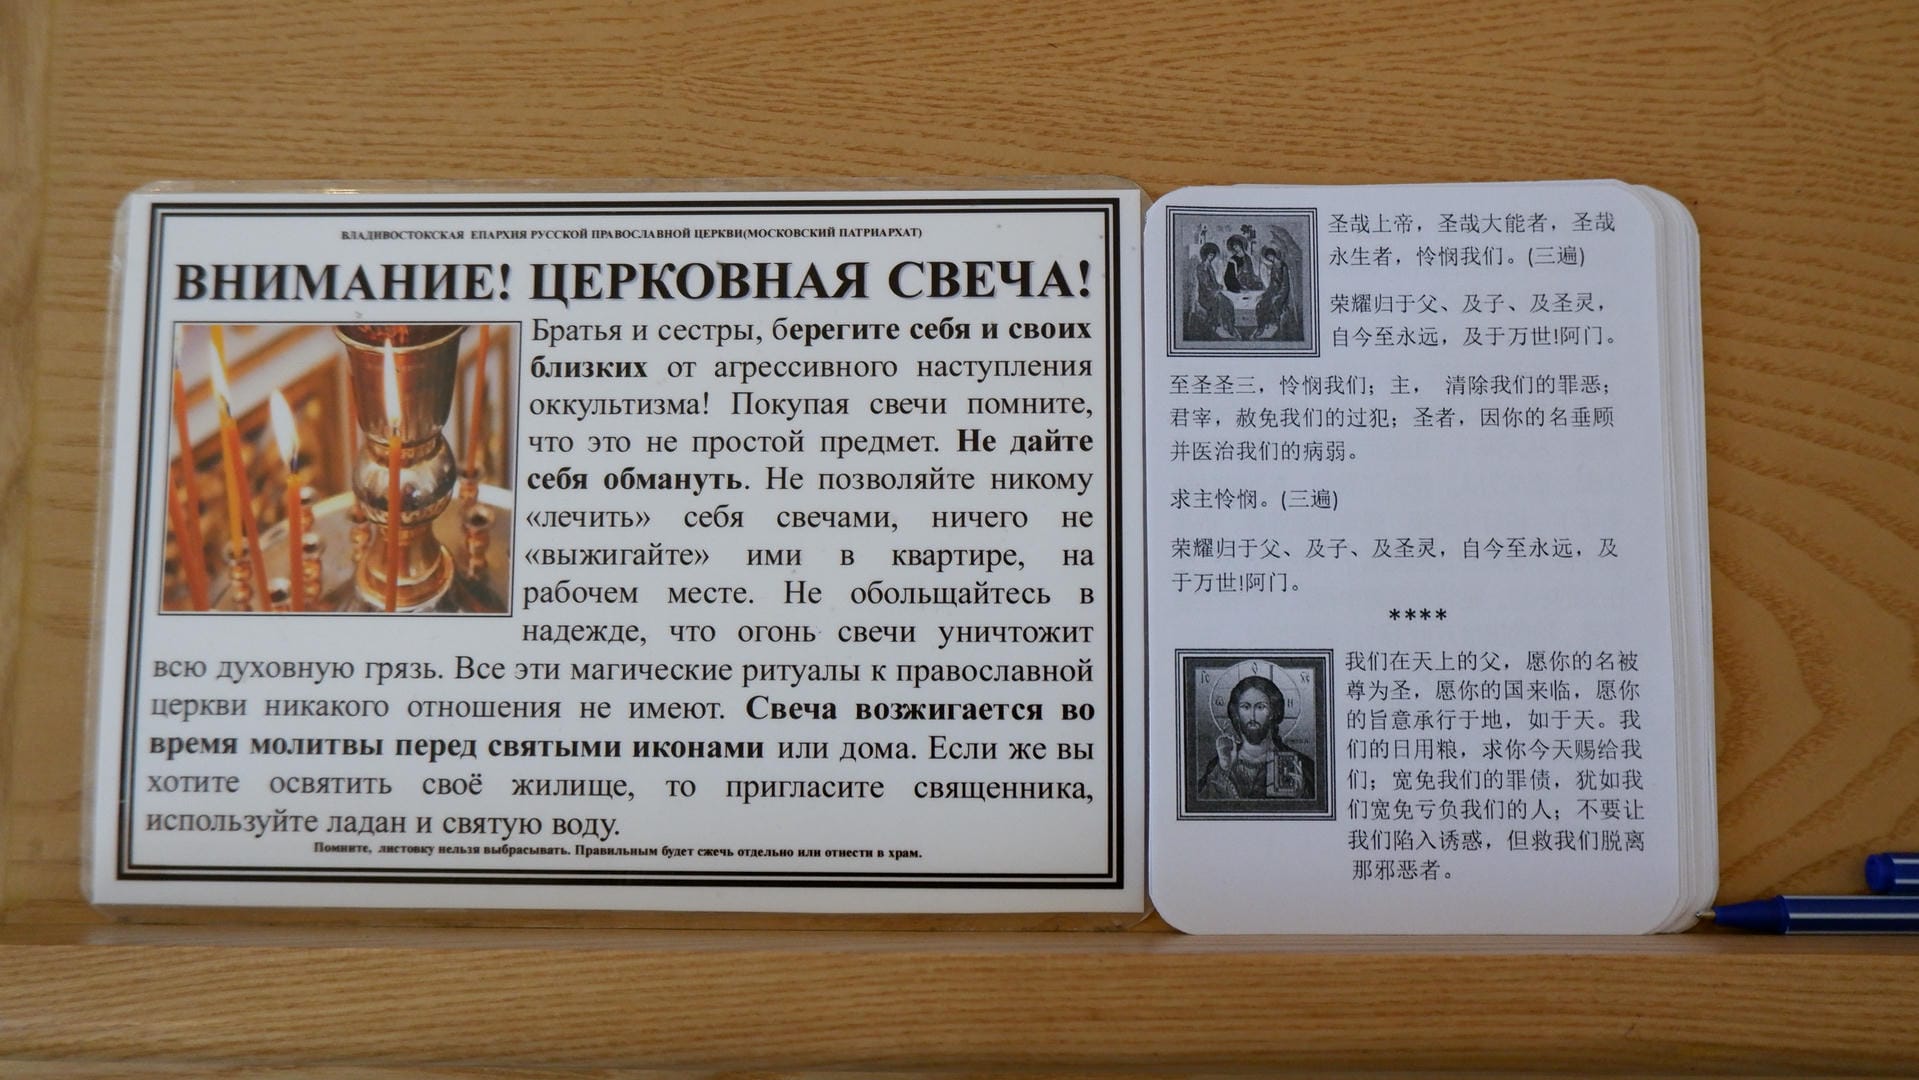 ВЛАДИВОСТОКСКАЯ ЕПАРХИЯ РУССКОЙ ПРАВОСЛАВНОЙ ЦЕРКВИ(МОСКОВСКИЙ ПАТРИАРХАТ)
ВНИМАНИЕ! ЦЕРКОВНАЯ СВЕЧА!
Братья и сестры, берегите себя и своих
близких от агрессивного наступления
оккультизма! Покупая свечи помните,
что это не простой предмет. Не дайте
себя обмануть. Не позволяйте никому
«лечить» себя свечами, ничего не
«выжигайте» ими в квартире, на
рабочем месте. Не обольщайтесь в
надежде, что огонь свечи уничтожит
всю духовную грязь. Все эти магические ритуалы к православной
церкви никакого отношения не имеют. Свеча возжигается во
время молитвы перед святыми иконами или дома. Если же вы
хотите освятить своё жилище, то пригласите священника,
используйте ладан и святую воду.
Помните, листовку нельзя выбрасывать. Правильным будет сжечь отдельно или отнести в храм.
圣哉上帝，圣哉大能者，圣哉
永生者，怜悯我们。(三遍)
荣耀归于父、及子、及圣灵，
自今至永远，及于万世!阿门。
至圣圣三，怜悯我们；主， 清除我们的罪恶；
君宰，赦免我们的过犯；圣者，因你的名垂顾
并医治我们的病弱。
求主怜悯。(三遍)
荣耀归于父、及子、及圣灵，自今至永远，及
于万世!阿门。
****
我们在天上的父，愿你的名被
尊为圣，愿你的国来临，愿你
的旨意承行于地，如于天。我
们的日用粮，求你今天赐给我
们；宽免我们的罪债，犹如我
们宽免亏负我们的人；不要让
我们陷入诱惑，但救我们脱离
那邪恶者。